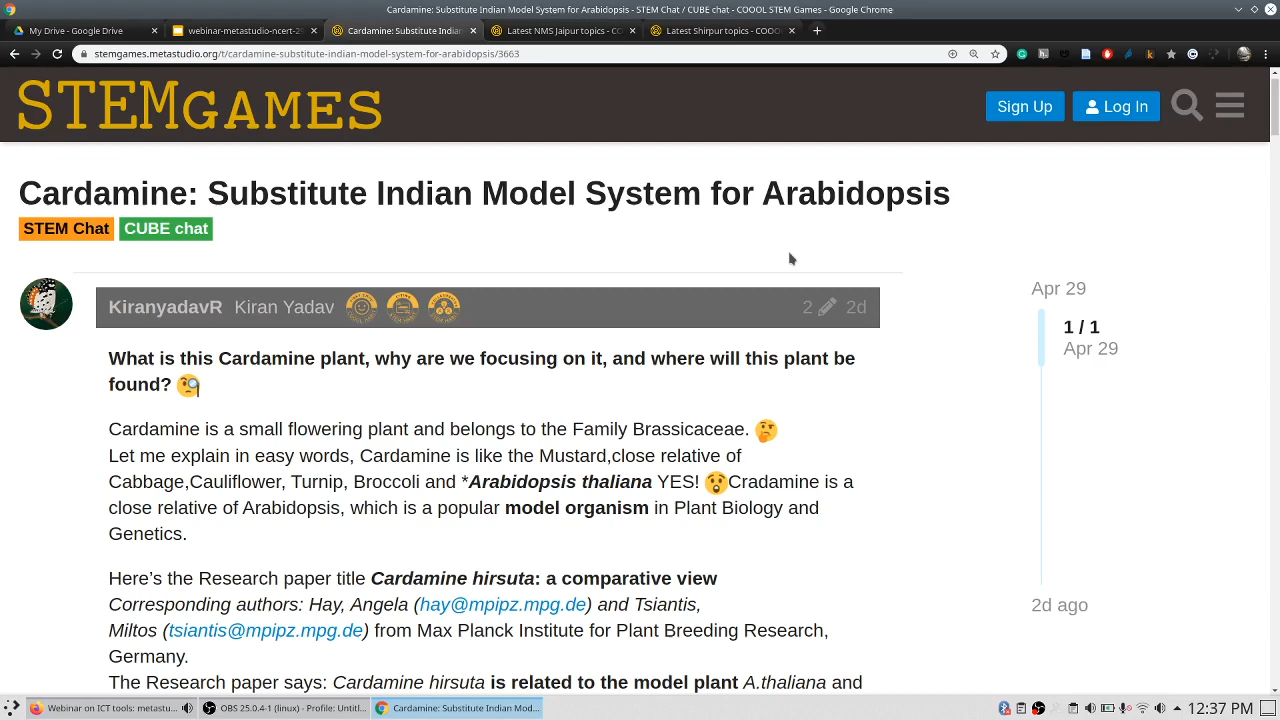 Cardamine: Substitute Indian Model System for Arabidopsis - STEM Chat / CUBE chat - COOOL STEM Games - Google Chrome
My Drive - Google Drive
webinar-metastudio-ncert-29
Cardamine: Substitute Indian
Latest NMS Jaipur topics - CO
Latest Shirpur topics - COOO
stemgames.metastudio.org/t/cardamine-substitute-indian-model-system-for-arabidopsis/3663
STEMGAMES
Sign Up
Log In
Cardamine: Substitute Indian Model System for Arabidopsis
STEM Chat CUBE chat
KiranyadavR Kiran Yadav 2 2d
Apr 29
1 / 1
Apr 29
2d ago
What is this Cardamine plant, why are we focusing on it, and where will this plant be
found?
Cardamine is a small flowering plant and belongs to the Family Brassicaceae.
Let me explain in easy words, Cardamine is like the Mustard,close relative of
Cabbage,Cauliflower, Turnip, Broccoli and *Arabidopsis thaliana YES! Cradamine is a
close relative of Arabidopsis, which is a popular model organism in Plant Biology and
Genetics.
Here's the Research paper title Cardamine hirsuta: a comparative view
Corresponding authors: Hay, Angela (hay@mpipz.mpg.de) and Tsiantis,
Miltos (tsiantis@mpipz.mpg.de) from Max Planck Institute for Plant Breeding Research,
Germany.
The Research paper says: Cardamine hirsuta is related to the model plant A.thaliana and
Webinar on ICT tools: metastu...
OBS 25.0.4-1 (linux) - Profile: Untitl...
Cardamine: Substitute Indian Mod...
12:37 PM